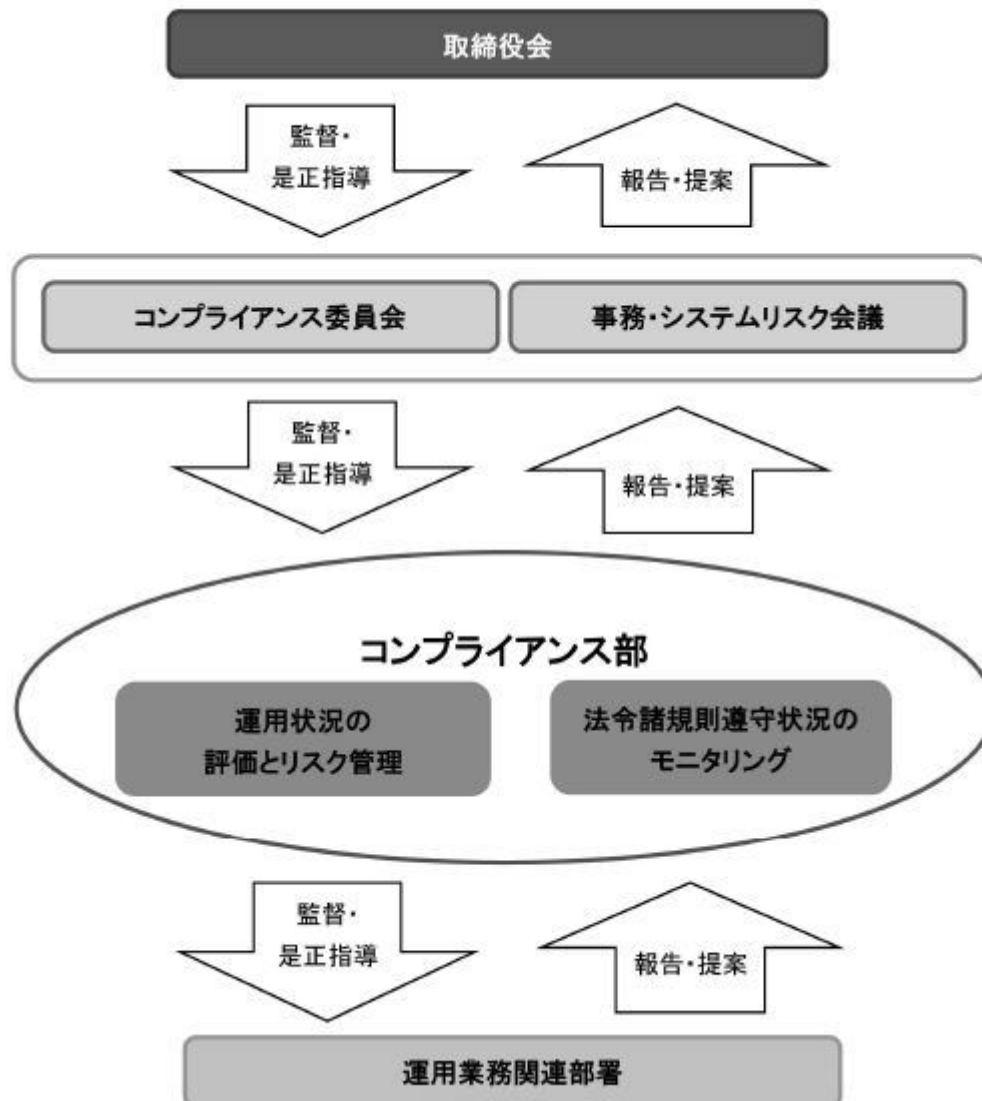 取締役会
監督・
是正指導
報告・提案
コンプライアンス委員会
事務・システムリスク会議
監督・
是正指導
報告・提案
コンプライアンス部
運用状況の
評価とリスク管理
法令諸規則遵守状況の
モニタリング
監督・
是正指導
報告・提案
運用業務関連部署